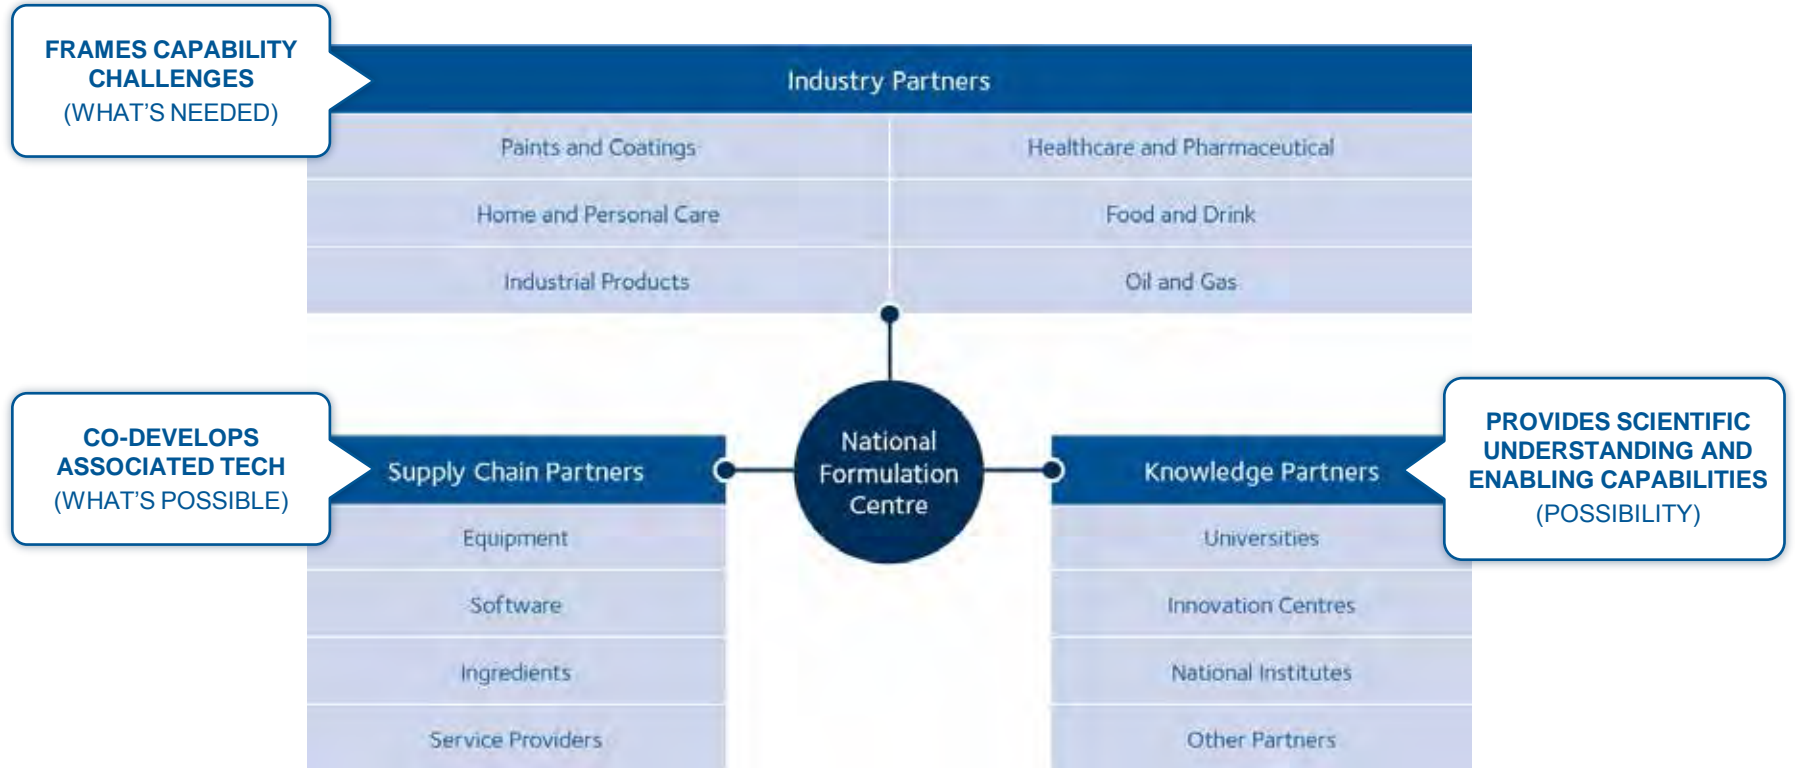 FRAMES CAPABILITY
CHALLENGES
(WHAT'S NEEDED)
Industry Partners
Paints and Coatings
Healthcare and Pharmaceutical
Home and Personal Care
Food and Drink
Industrial Products
Oil and Gas
CO-DEVELOPS
ASSOCIATED TECH
(WHAT'S POSSIBLE)
Supply Chain Partners
Equipment
Software
Ingredients
Service Providers
National
Formulation
Centre
Knowledge Partners
Universities
Innovation Centres
National Institutes
Other Partners
PROVIDES SCIENTIFIC
UNDERSTANDING AND
ENABLING CAPABILITIES
(POSSIBILITY)